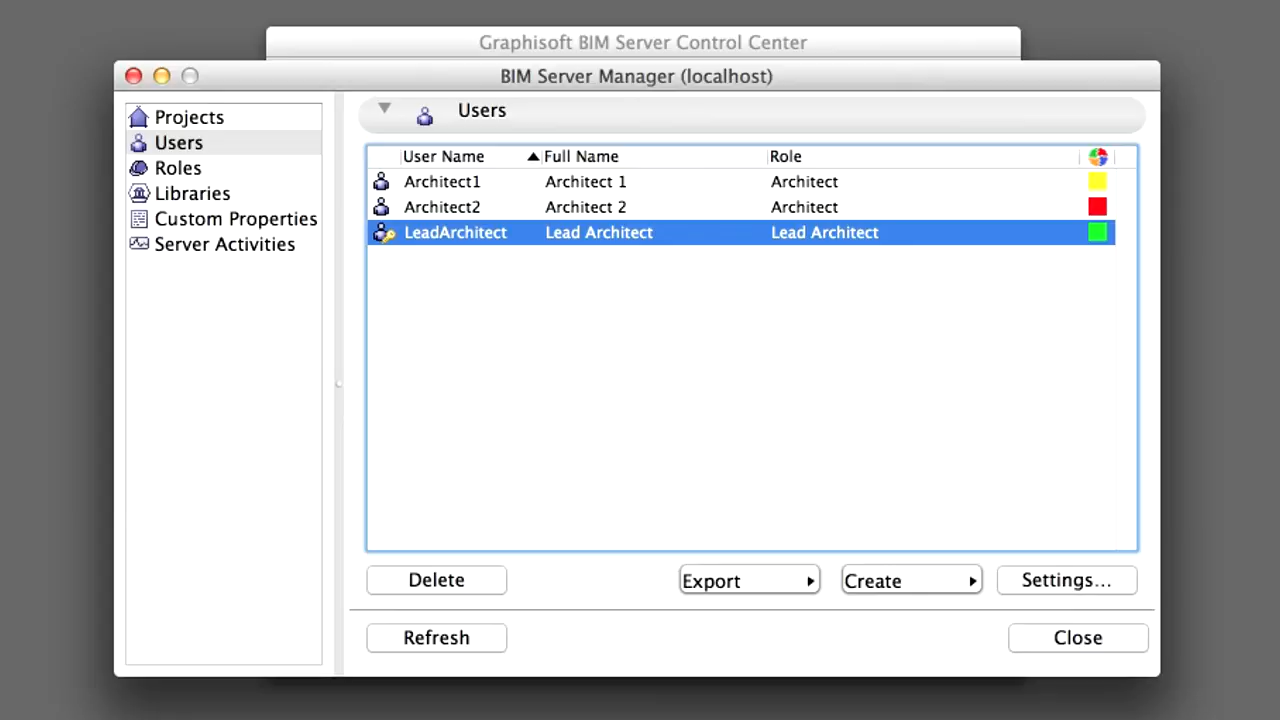 Graphisoft BIM Server Control Center
BIM Server Manager (localhost)
Projects
Users
Roles
Libraries
Custom Properties
Server Activities
Users
User Name Full Name Role
Architect1 Architect 1 Architect
Architect2 Architect 2 Architect
LeadArchitect Lead Architect Lead Architect
Delete Export Create Settings...
Refresh Close